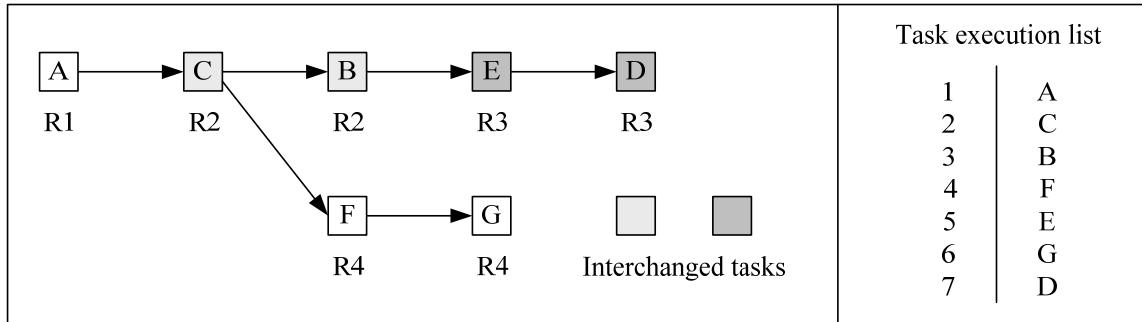 A C B E D
R1 R2 R2 R3 R3
F G
R4 R4 Interchanged tasks
Task execution list
1 A
2 C
3 B
4 F
5 E
6 G
7 D